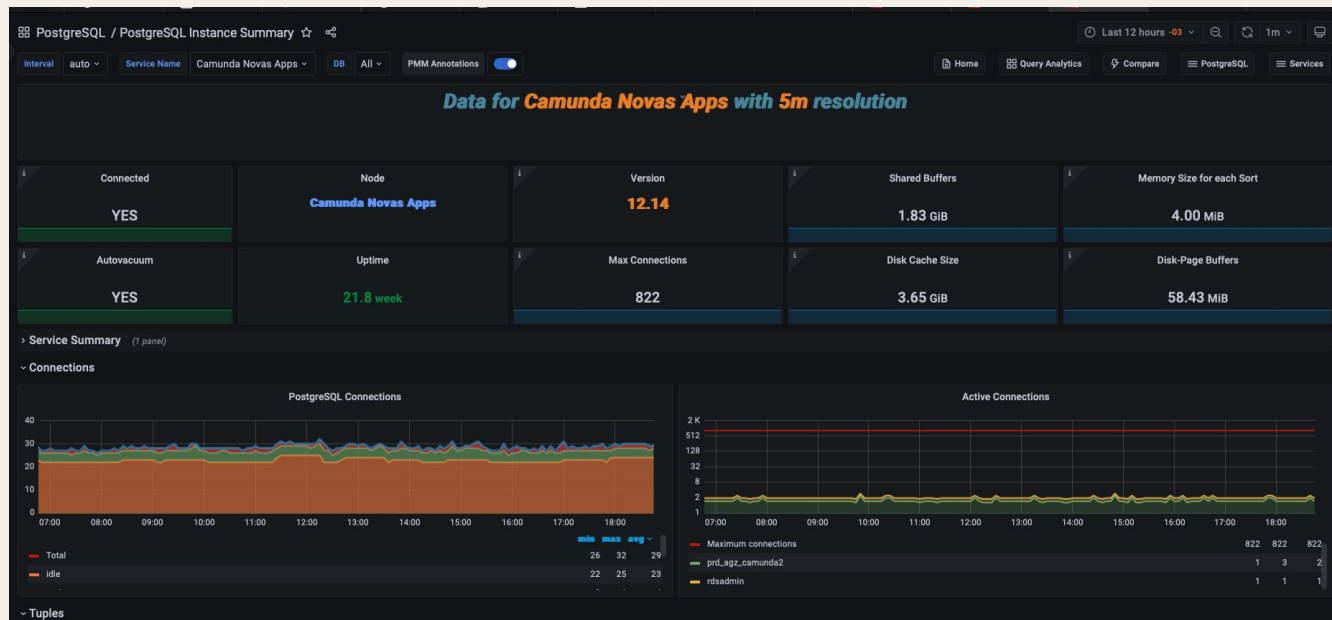 PostgreSQL / PostgreSQL Instance Summary
Last 12 hours -03
1m
Interval auto Service Name Camunda Novas Apps DB All PMM Annotations
Home Query Analytics Compare PostgreSQL Services
Data for Camunda Novas Apps with 5m resolution
Connected Node Version Shared Buffers Memory Size for each Sort
YES Camunda Novas Apps 12.14 1.83 GiB 4.00 MiB
Autovacuum Uptime Max Connections Disk Cache Size Disk-Page Buffers
YES 21.8 week 822 3.65 GiB 58.43 MiB
Service Summary (1 panel)
Connections
PostgreSQL Connections
40
30
20
10
0
07:00 08:00 09:00 10:00 11:00 12:00 13:00 14:00 15:00 16:00 17:00 18:00
min max avg
Total 26 32 29
idle 22 25 23
Active Connections
2 K
512
128
32
8
2
1
07:00 08:00 09:00 10:00 11:00 12:00 13:00 14:00 15:00 16:00 17:00 18:00
Maximum connections 822 822 822
prd_agz_camunda2 1 3 2
rdsadmin 1 1 1
Tuples